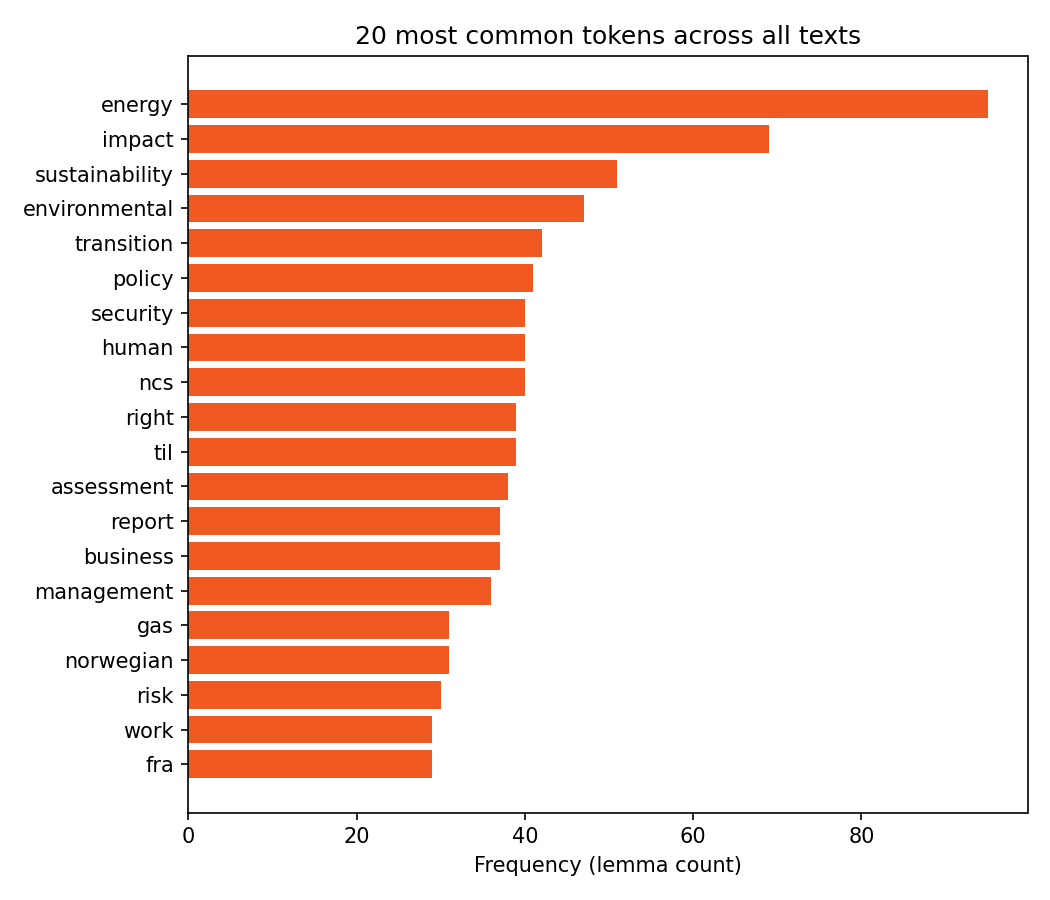 20 most common tokens across all texts
energy
impact
sustainability
environmental
transition
policy
security
human
ncs
right
til
assessment
report
business
management
gas
norwegian
risk
work
fra
0 20 40 60 80
Frequency (lemma count)